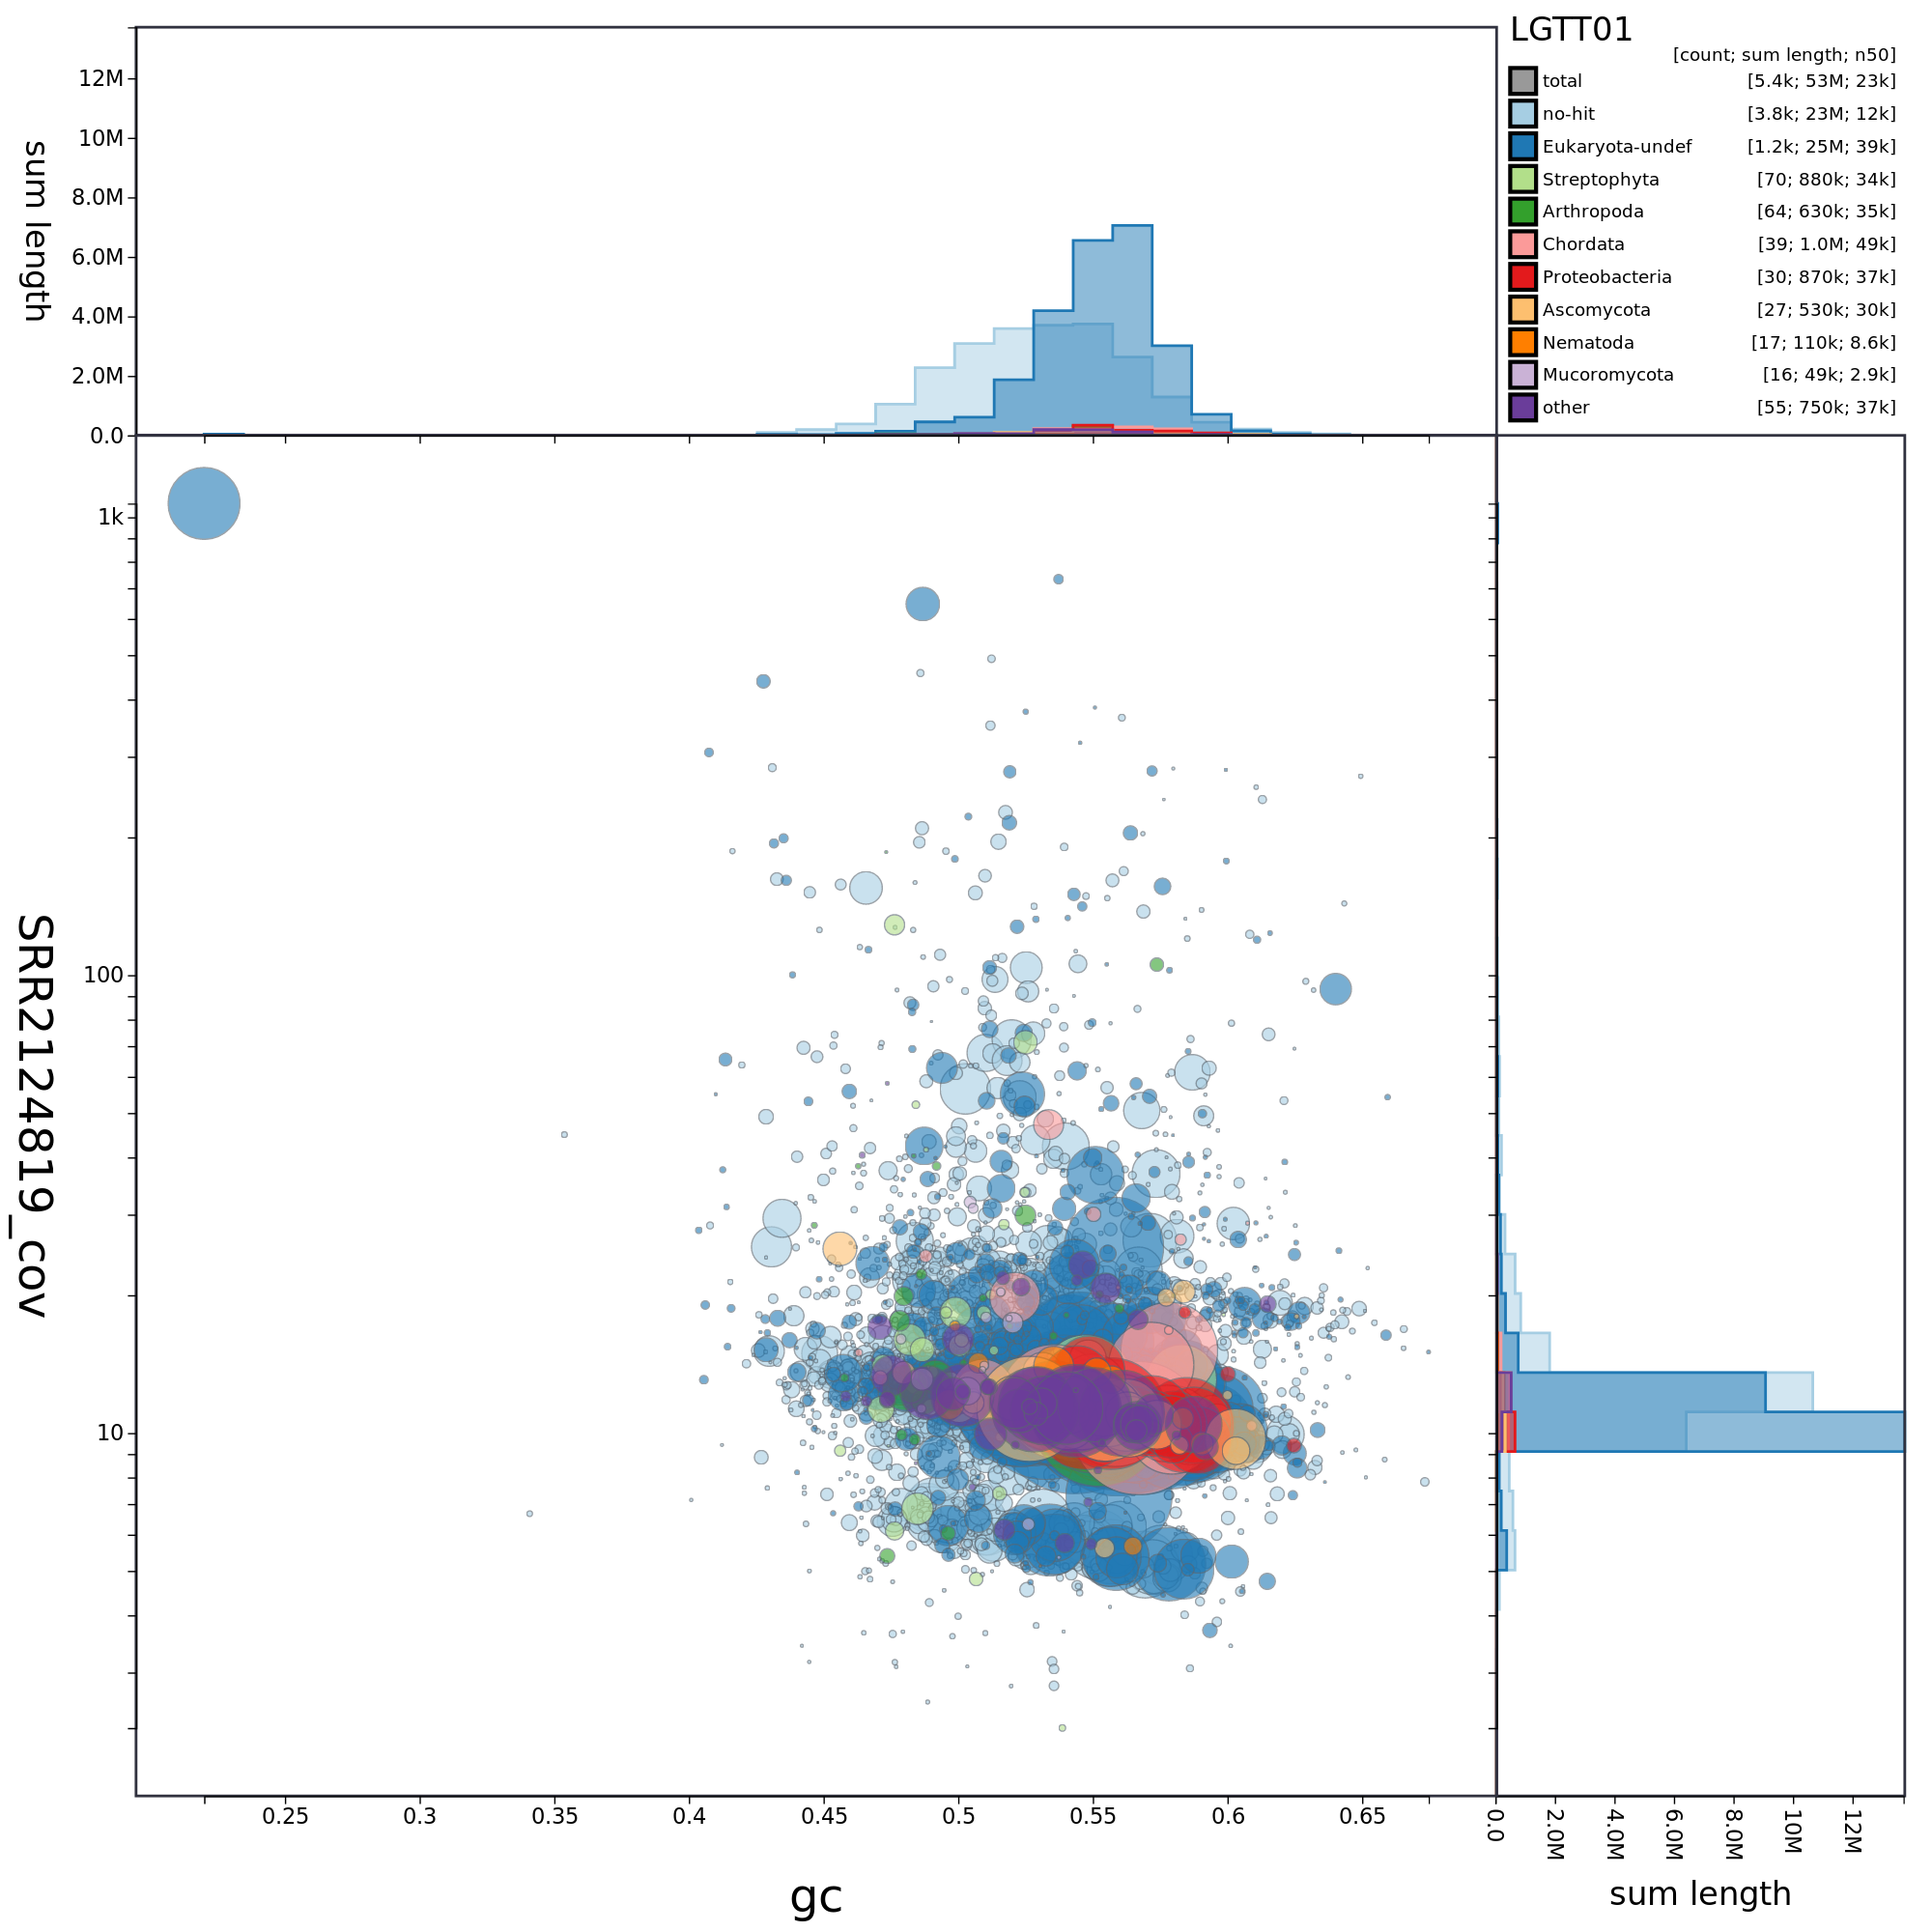 LGTT01
[count; sum length; n50]
total [5.4k; 53M; 23k]
no-hit [3.8k; 23M; 12k]
Eukaryota-undef [1.2k; 25M; 39k]
Streptophyta [70; 880k; 34k]
Arthropoda [64; 630k; 35k]
Chordata [39; 1.0M; 49k]
Proteobacteria [30; 870k; 37k]
Ascomycota [27; 530k; 30k]
Nematoda [17; 110k; 8.6k]
Mucoromycota [16; 49k; 2.9k]
other [55; 750k; 37k]
sum length
12M
10M
8.0M
6.0M
4.0M
2.0M
0.0
SRR2124819_cov
1k
100
10
0.25 0.3 0.35 0.4 0.45 0.5 0.55 0.6 0.65
gc
0.0 2.0M 4.0M 6.0M 8.0M 10M 12M
sum length